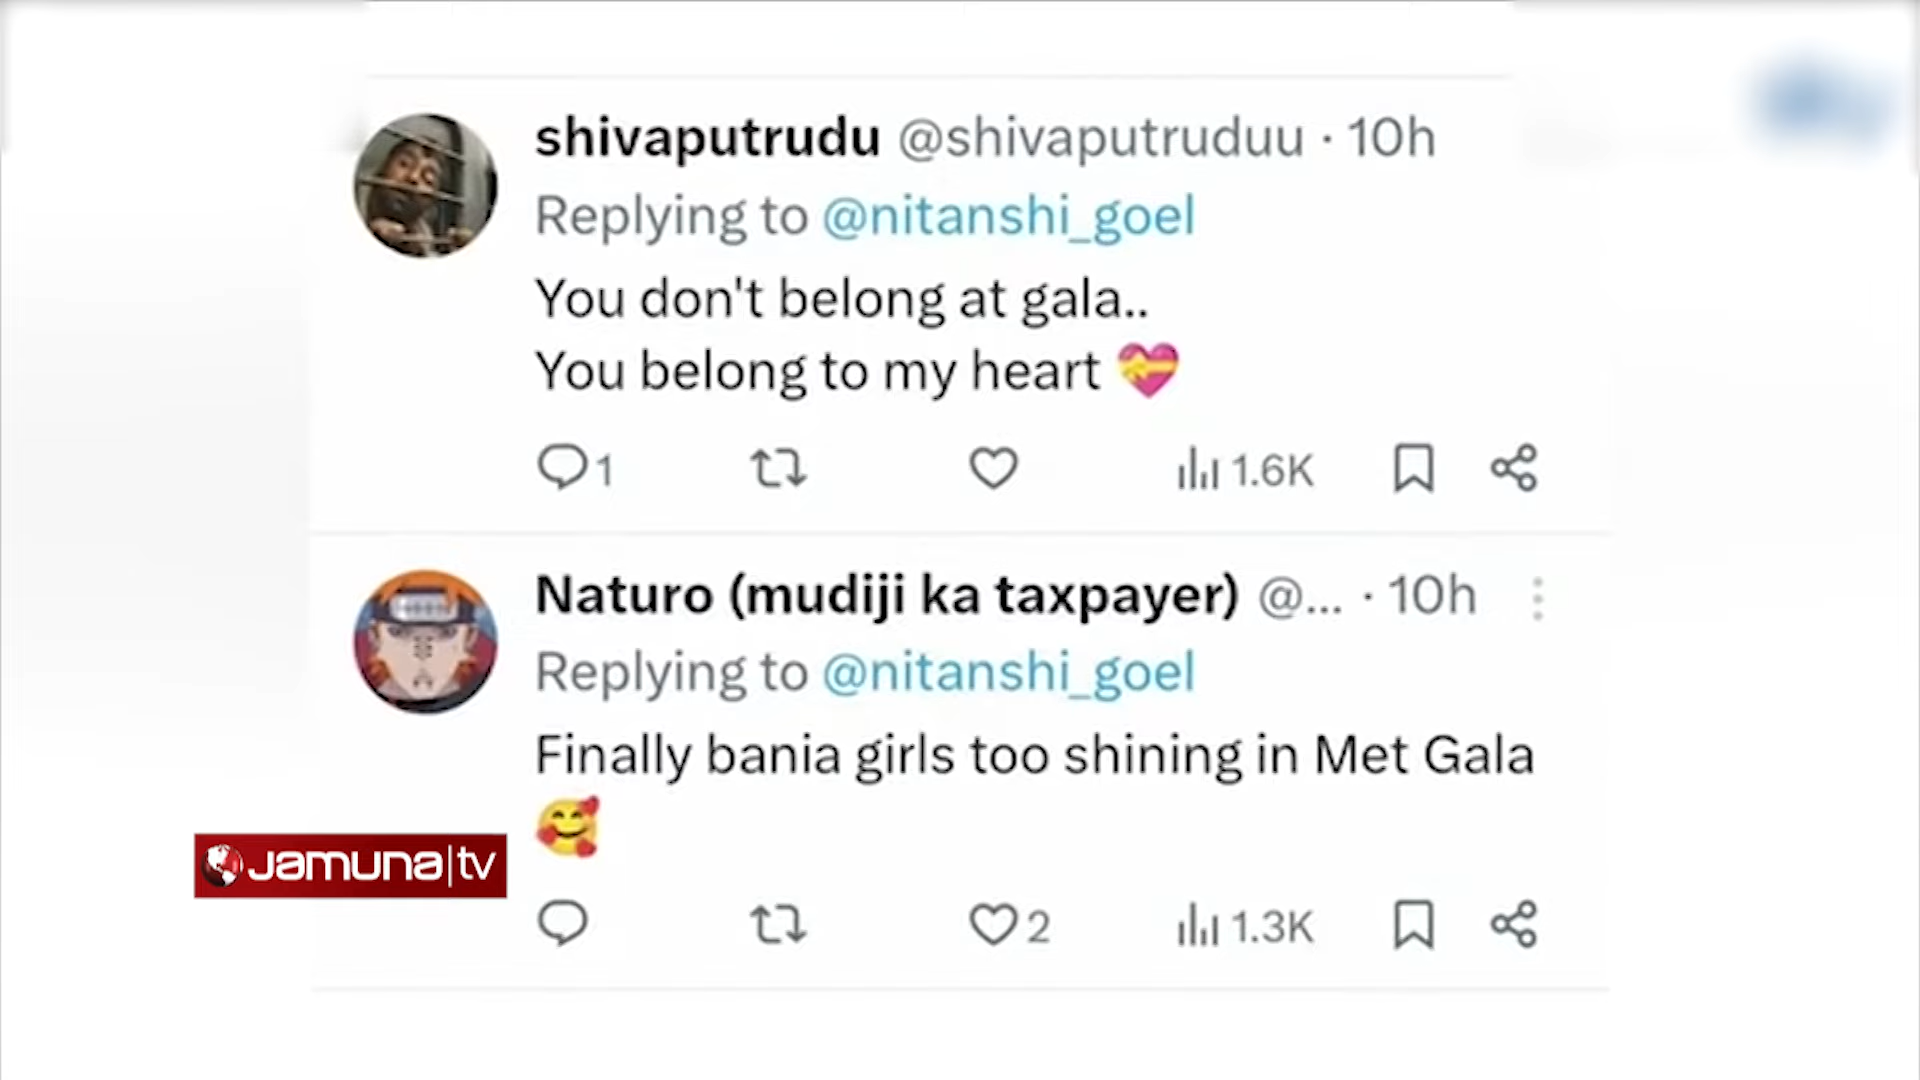 shivaputrudu @shivaputruduu · 10h
Replying to @nitanshi_goel
You don't belong at gala..
You belong to my heart 💝
1 1.6K
Naturo (mudiji ka taxpayer) @... · 10h
Replying to @nitanshi_goel
Finally bania girls too shining in Met Gala
🥰
Jamuna|tv
2 1.3K